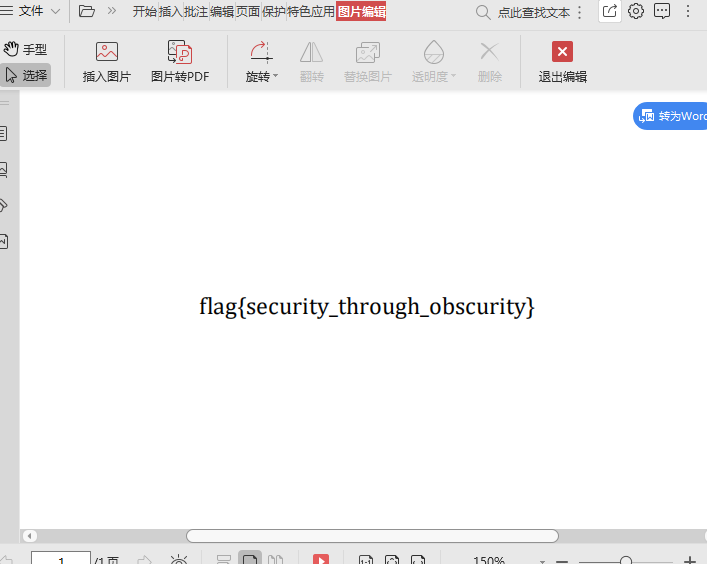 文件 开始 插入 批注 编辑 页面 保护 特色应用 图片编辑 点此查找文本
手型
选择
插入图片 图片转PDF 旋转 翻转 替换图片 透明度 删除 退出编辑
转为Word
flag{security_through_obscurity}
1 /1页 1:1 150%